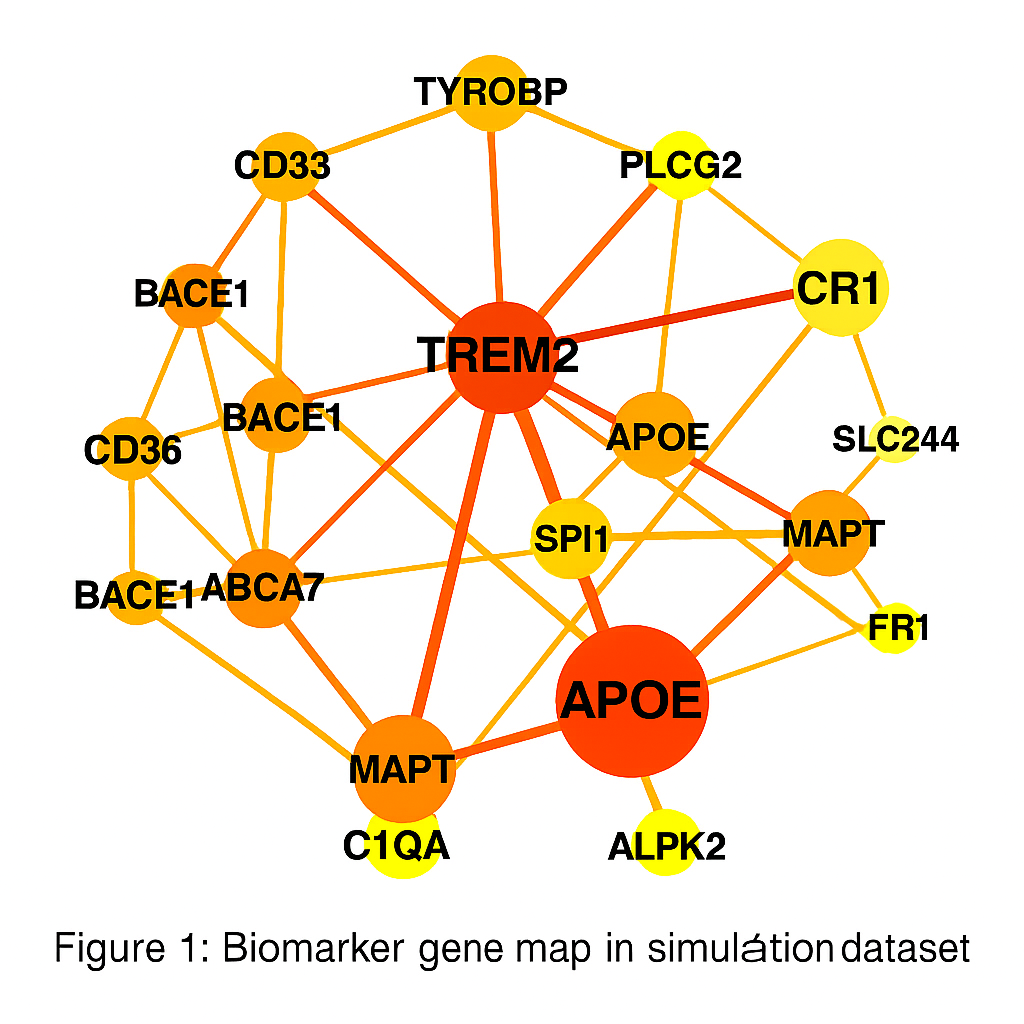 TYROBP
CD33
PLCG2
BACE1
CR1
TREM2
BACE1
APOE
SLC244
CD36
SPI1
MAPT
BACE1
ABCA7
FR1
APOE
MAPT
C1QA
ALPK2
Figure 1: Biomarker gene map in simulátion dataset